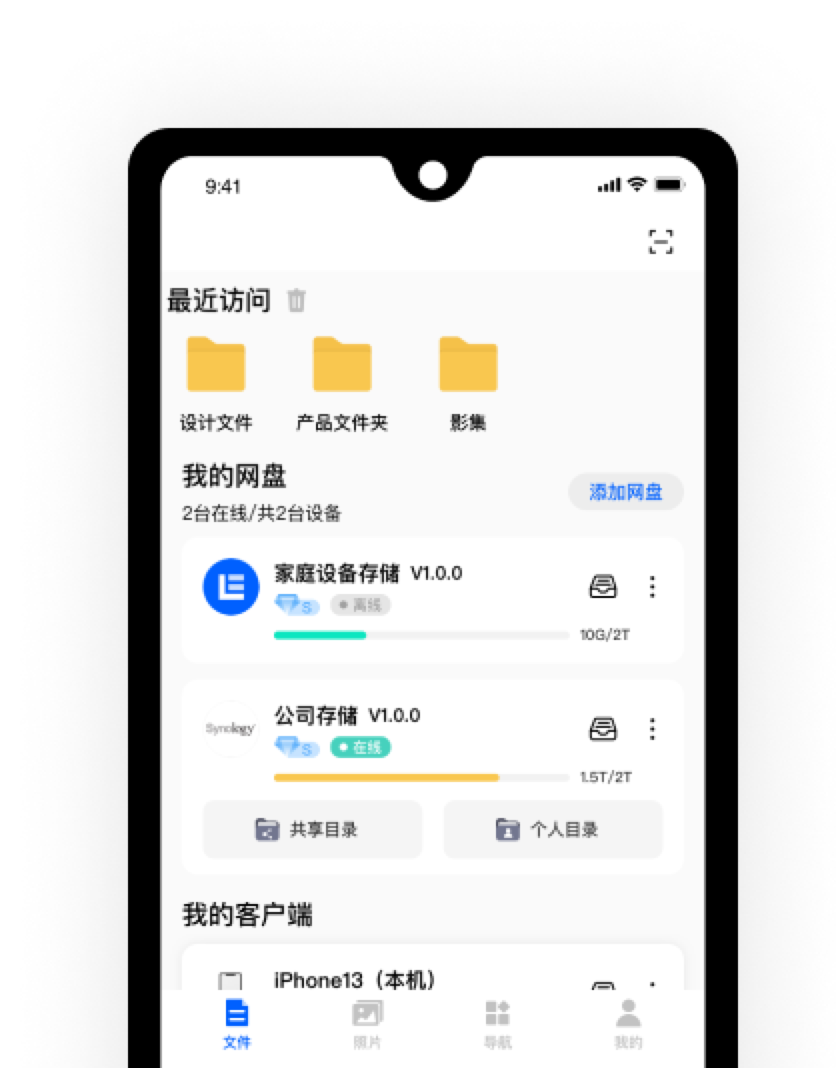 9:41
最近访问
设计文件 产品文件夹 影集
我的网盘
添加网盘
2台在线/共2台设备
家庭设备存储 V1.0.0
S 离线
10G/2T
Synology
公司存储 V1.0.0
S 在线
1.5T/2T
共享目录 个人目录
我的客户端
iPhone13（本机）
文件 照片 导航 我的